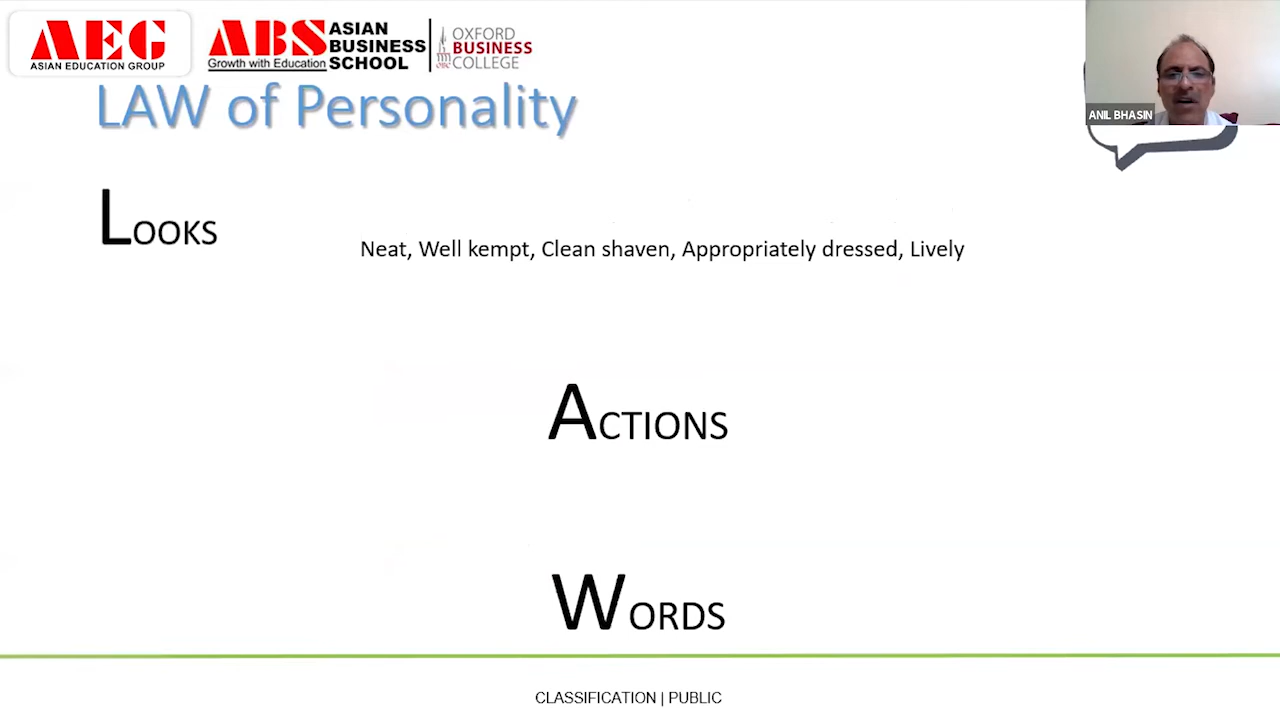 AEG
ASIAN EDUCATION GROUP
ABS
Growth with Education
ASIAN
BUSINESS
SCHOOL
OXFORD
BUSINESS
COLLEGE
ANIL BHASIN
LAW of Personality
LOOKS
Neat, Well kempt, Clean shaven, Appropriately dressed, Lively
ACTIONS
WORDS
CLASSIFICATION | PUBLIC